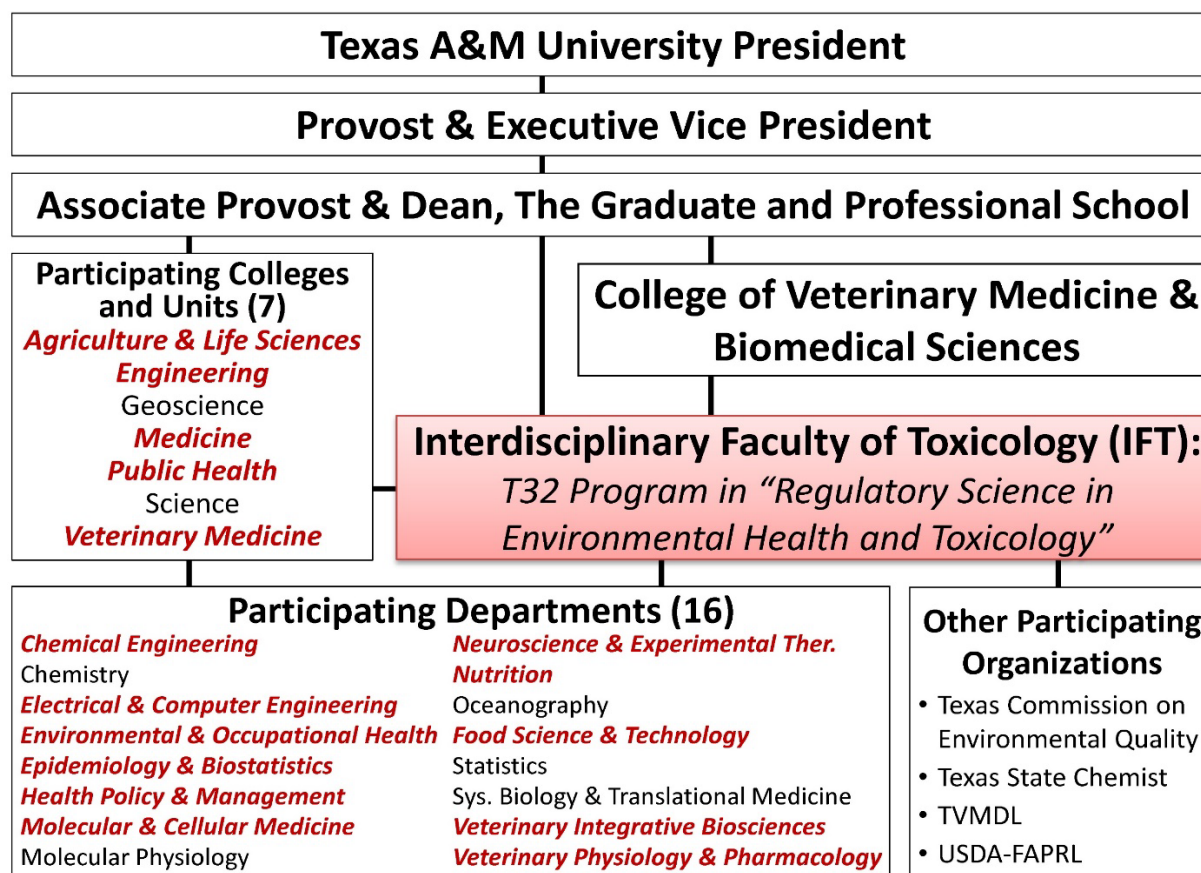 Texas A&M University President
Provost & Executive Vice President
Associate Provost & Dean, The Graduate and Professional School
Participating Colleges
and Units (7)
Agriculture & Life Sciences
Engineering
Geoscience
Medicine
Public Health
Science
Veterinary Medicine
College of Veterinary Medicine &
Biomedical Sciences
Interdisciplinary Faculty of Toxicology (IFT):
T32 Program in “Regulatory Science in
Environmental Health and Toxicology”
Participating Departments (16)
Chemical Engineering
Chemistry
Electrical & Computer Engineering
Environmental & Occupational Health
Epidemiology & Biostatistics
Health Policy & Management
Molecular & Cellular Medicine
Molecular Physiology
Neuroscience & Experimental Ther.
Nutrition
Oceanography
Food Science & Technology
Statistics
Sys. Biology & Translational Medicine
Veterinary Integrative Biosciences
Veterinary Physiology & Pharmacology
Other Participating
Organizations
• Texas Commission on
Environmental Quality
• Texas State Chemist
• TVMDL
• USDA-FAPRL